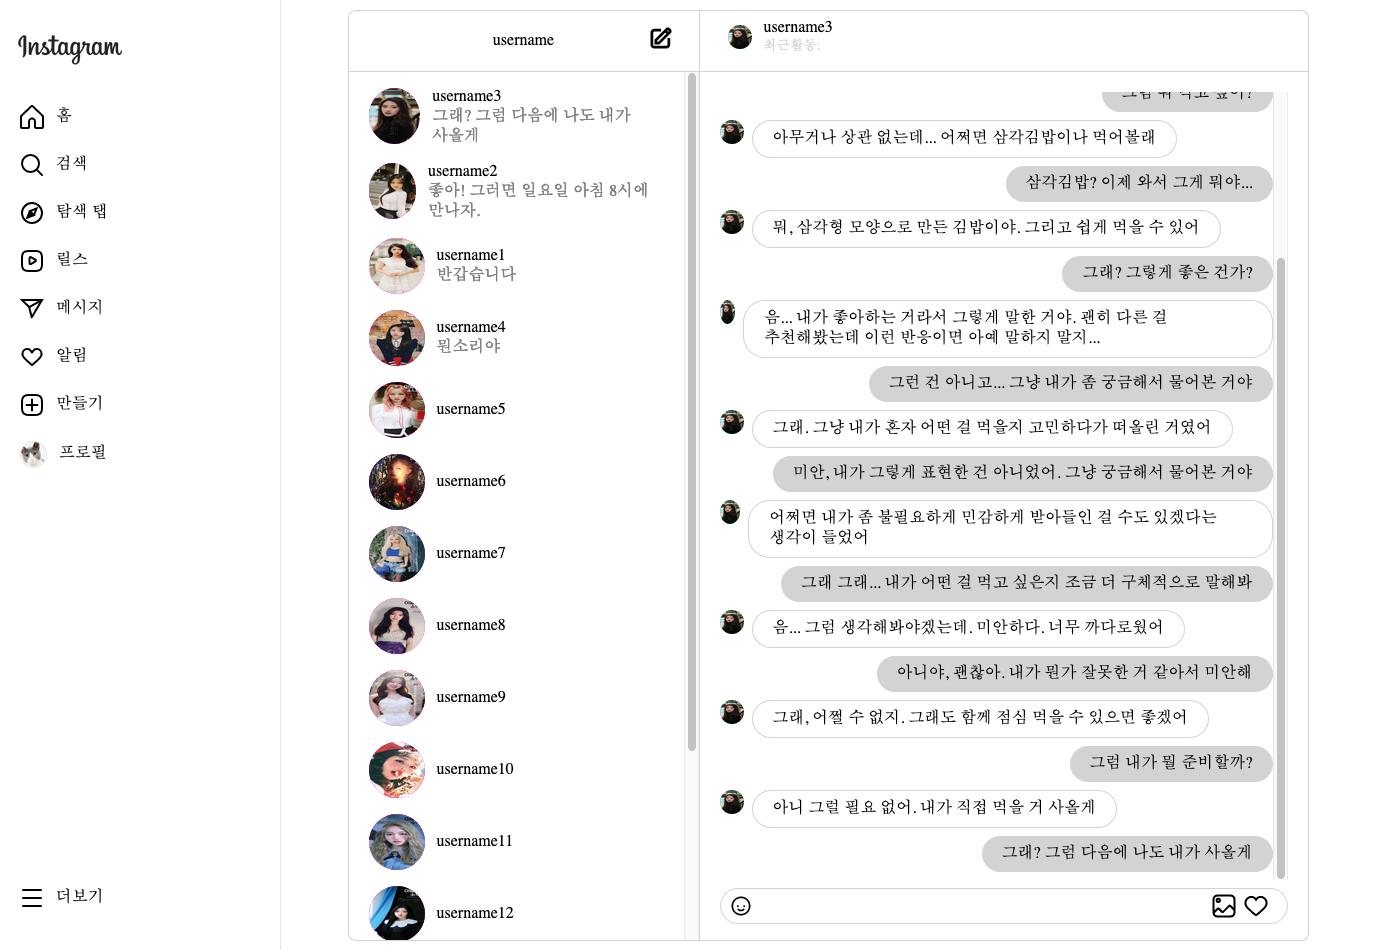 Instagram
홈
검색
탐색 탭
릴스
메시지
알림
만들기
프로필
더보기
username
username3
그래? 그럼 다음에 나도 내가
사올게
username2
좋아! 그러면 일요일 아침 8시에
만나자.
username1
반갑습니다
username4
뭔소리야
username5
username6
username7
username8
username9
username10
username11
username12
username3
최근활동:
그럼 뭐 먹고 싶어?
아무거나 상관 없는데... 어쩌면 삼각김밥이나 먹어볼래
삼각김밥? 이제 와서 그게 뭐야...
뭐, 삼각형 모양으로 만든 김밥이야. 그리고 쉽게 먹을 수 있어
그래? 그렇게 좋은 건가?
음... 내가 좋아하는 거라서 그렇게 말한 거야. 괜히 다른 걸
추천해봤는데 이런 반응이면 아예 말하지 말지...
그런 건 아니고... 그냥 내가 좀 궁금해서 물어본 거야
그래. 그냥 내가 혼자 어떤 걸 먹을지 고민하다가 떠올린 거였어
미안, 내가 그렇게 표현한 건 아니었어. 그냥 궁금해서 물어본 거야
어쩌면 내가 좀 불필요하게 민감하게 받아들인 걸 수도 있겠다는
생각이 들었어
그래 그래... 내가 어떤 걸 먹고 싶은지 조금 더 구체적으로 말해봐
음... 그럼 생각해봐야겠는데. 미안하다. 너무 까다로웠어
아니야, 괜찮아. 내가 뭔가 잘못한 거 같아서 미안해
그래, 어쩔 수 없지. 그래도 함께 점심 먹을 수 있으면 좋겠어
그럼 내가 뭘 준비할까?
아니 그럴 필요 없어. 내가 직접 먹을 거 사올게
그래? 그럼 다음에 나도 내가 사올게